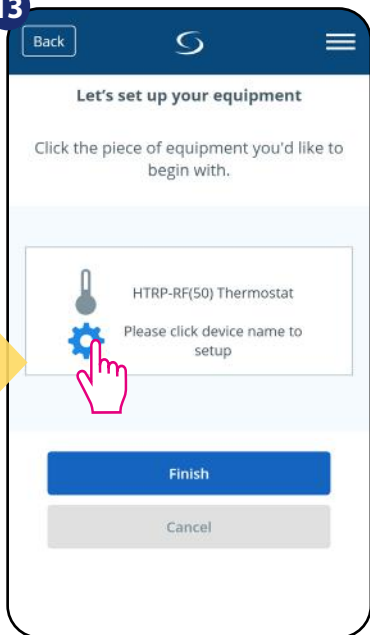 13
Back
Let's set up your equipment
Click the piece of equipment you'd like to
begin with.
HTRP-RF(50) Thermostat
Please click device name to
setup
Finish
Cancel